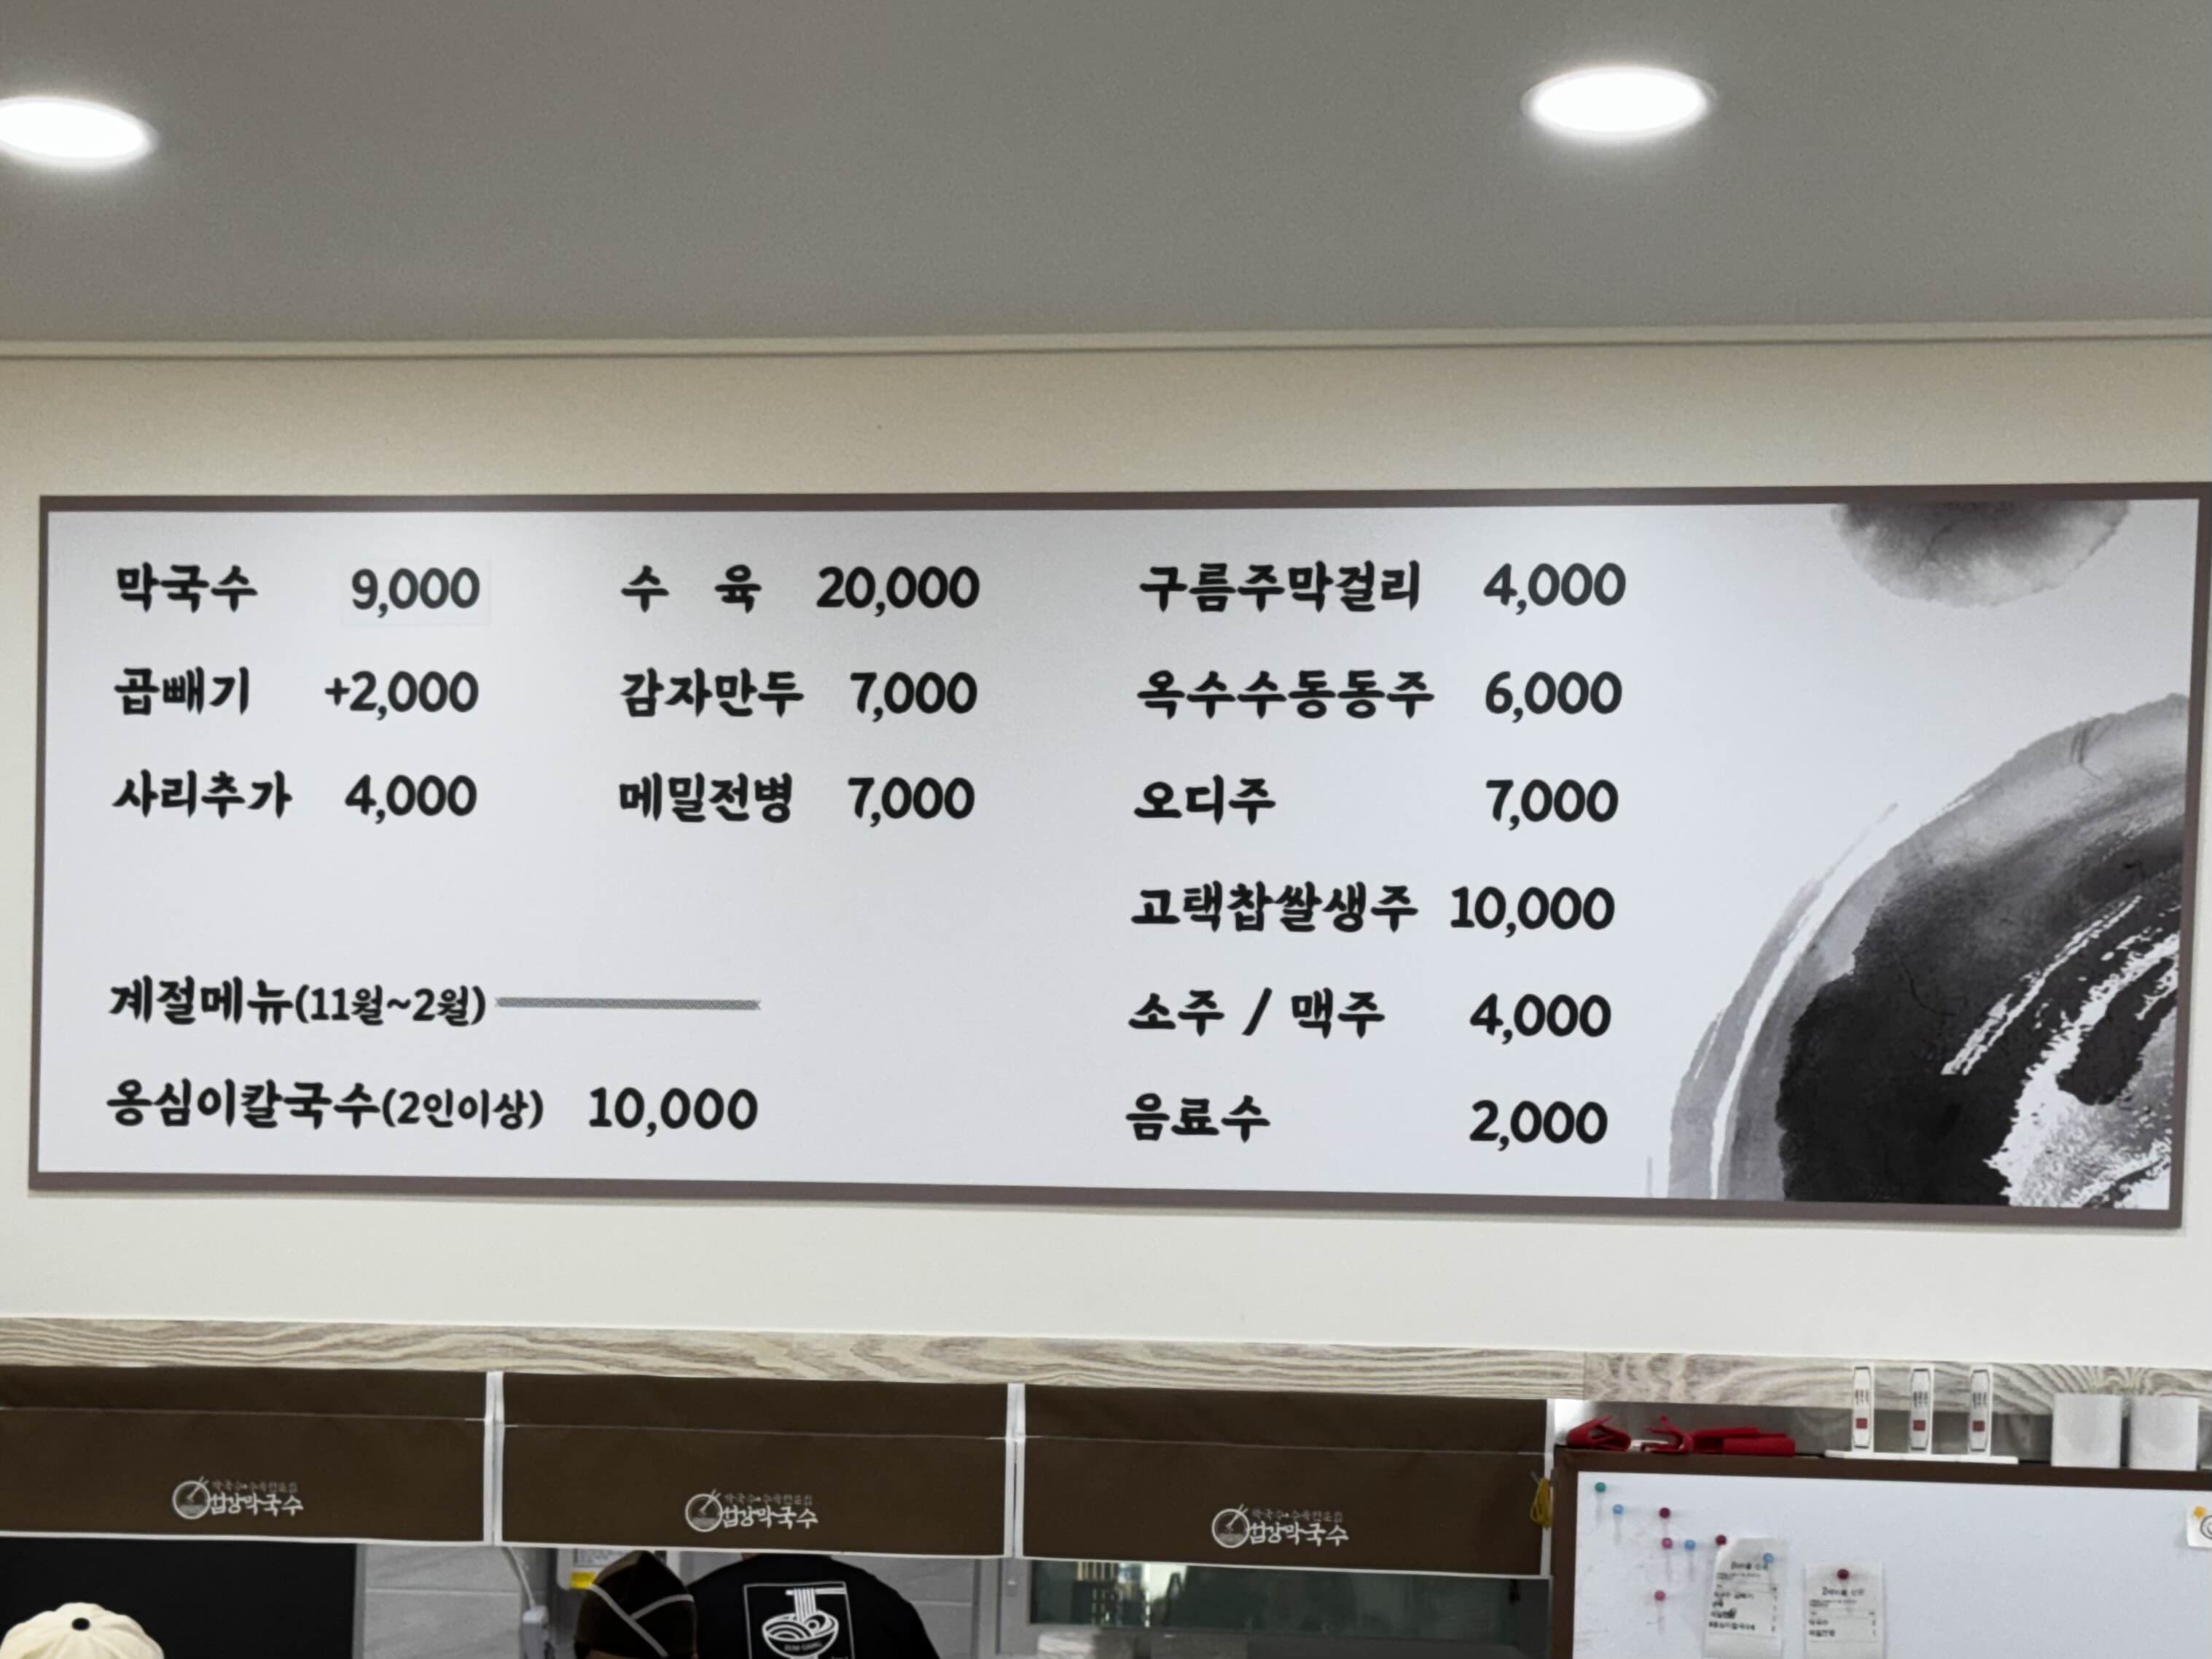 막국수 9,000
곱빼기 +2,000
사리추가 4,000
계절메뉴(11월~2월)
옹심이칼국수(2인이상) 10,000
수 육 20,000
감자만두 7,000
메밀전병 7,000
구름주막걸리 4,000
옥수수동동주 6,000
오디주 7,000
고택찹쌀생주 10,000
소주 / 맥주 4,000
음료수 2,000
섬강막국수
섬강막국수
섬강막국수